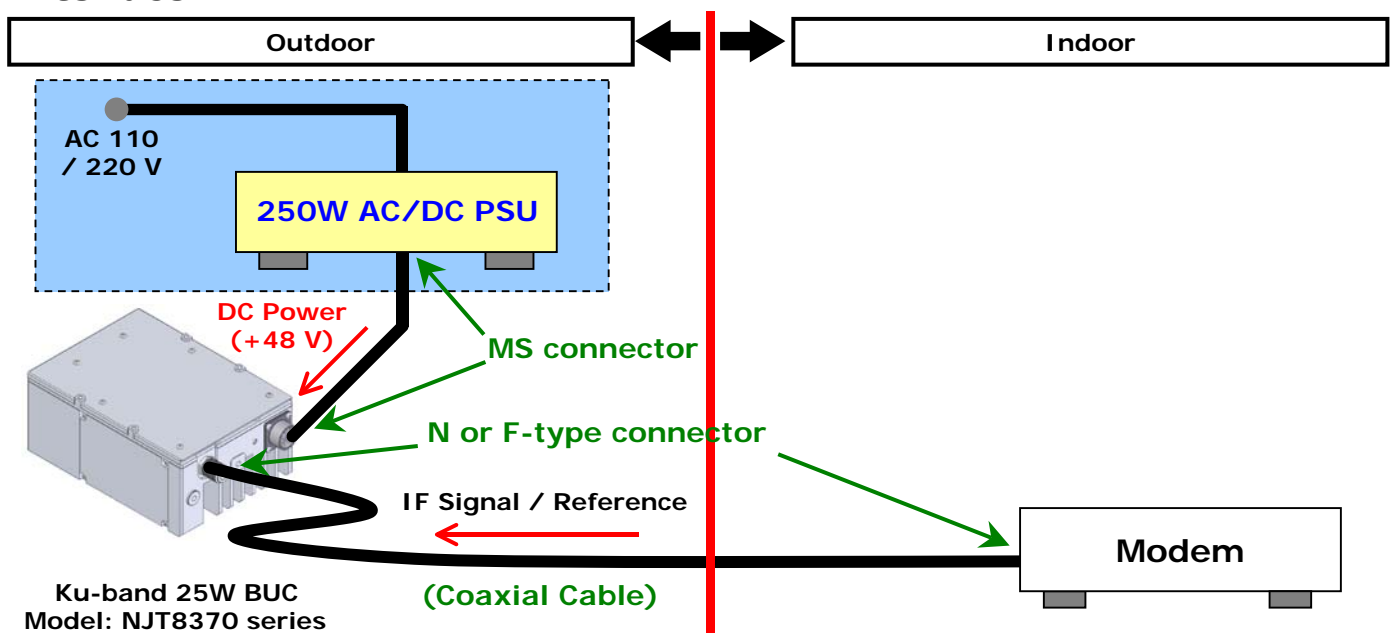 Outdoor
Indoor
AC 110
/ 220 V
250W AC/DC PSU
DC Power
(+48 V)
MS connector
N or F-type connector
IF Signal / Reference
Modem
(Coaxial Cable)
Ku-band 25W BUC
Model: NJT8370 series